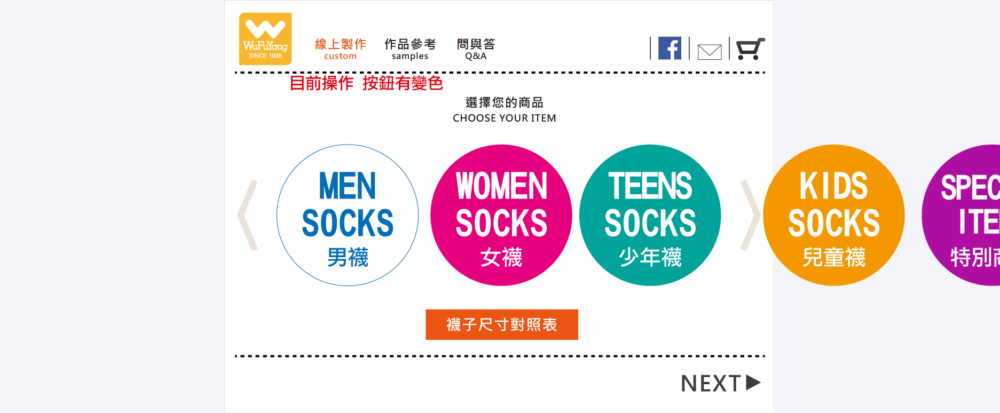 WuFuYang
SINCE 1936
線上製作
custom
作品參考
samples
問與答
Q&A
目前操作 按鈕有變色
選擇您的商品
CHOOSE YOUR ITEM
MEN
SOCKS
男襪
WOMEN
SOCKS
女襪
TEENS
SOCKS
少年襪
KIDS
SOCKS
兒童襪
SPEC
ITE
特別商
襪子尺寸對照表
NEXT